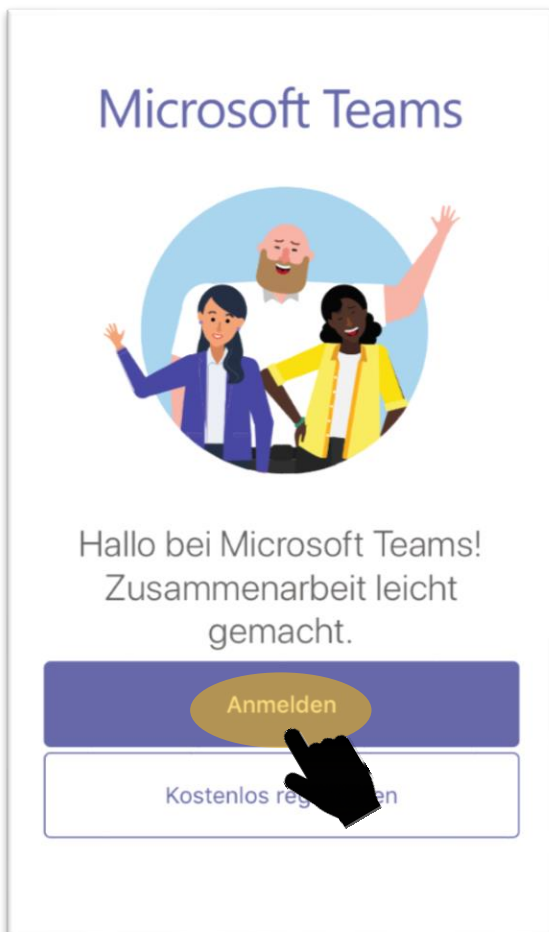 Microsoft Teams
Hallo bei Microsoft Teams!
Zusammenarbeit leicht
gemacht.
Anmelden
Kostenlos